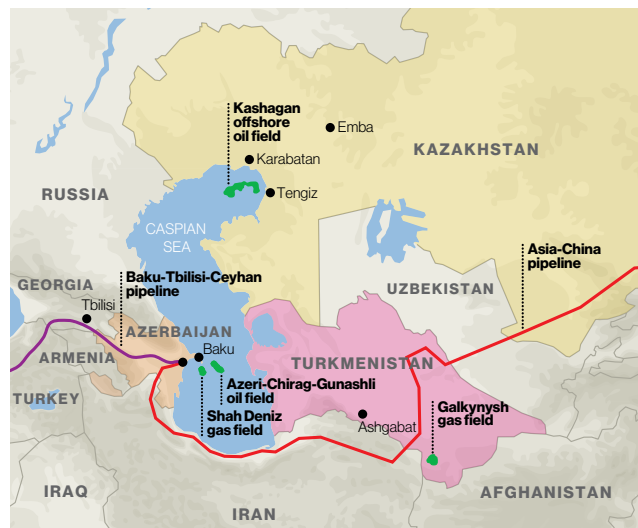 Kashagan
offshore
oil field
Emba
KAZAKHSTAN
Karabatan
RUSSIA
Tengiz
CASPIAN
SEA
Asia-China
pipeline
GEORGIA
Baku-Tbilisi-Ceyhan
pipeline
UZBEKISTAN
Tbilisi
AZERBAIJAN
Baku
ARMENIA
TURKMENISTAN
TURKEY
Azeri-Chirag-Gunashli
oil field
Shah Deniz
gas field
Ashgabat
Galkynysh
gas field
IRAQ
IRAN
AFGHANISTAN